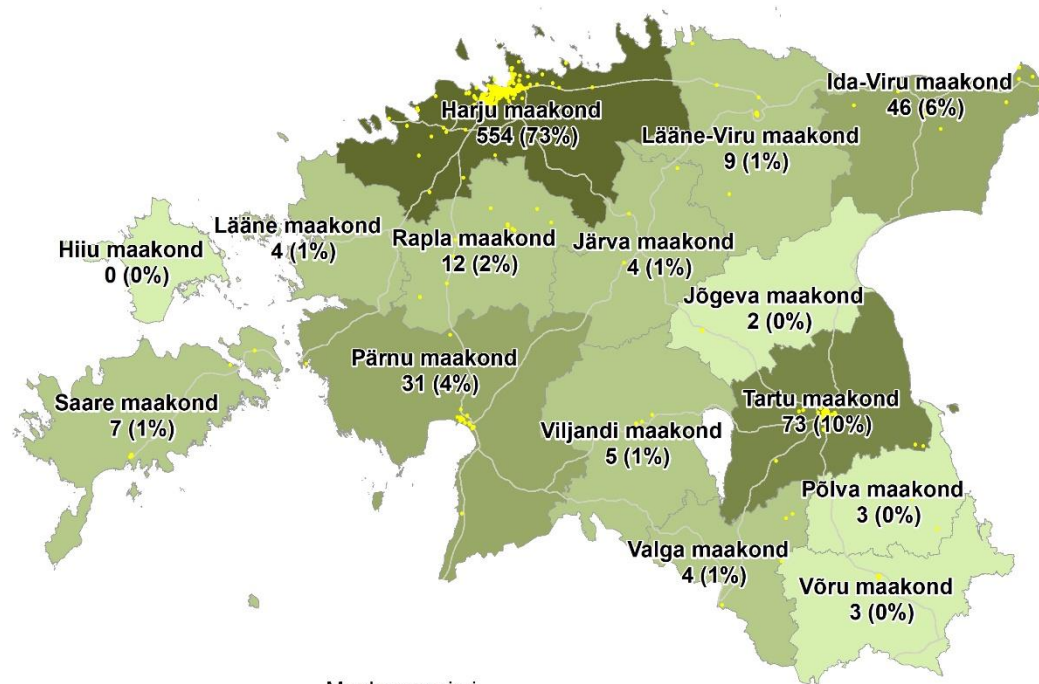 Ida-Viru maakond
46 (6%)
Harju maakond
554 (73%)
Lääne-Viru maakond
9 (1%)
Lääne maakond
4 (1%)
Rapla maakond
12 (2%)
Järva maakond
4 (1%)
Hiiu maakond
0 (0%)
Jõgeva maakond
2 (0%)
Pärnu maakond
31 (4%)
Tartu maakond
73 (10%)
Saare maakond
7 (1%)
Viljandi maakond
5 (1%)
Põlva maakond
3 (0%)
Valga maakond
4 (1%)
Võru maakond
3 (0%)